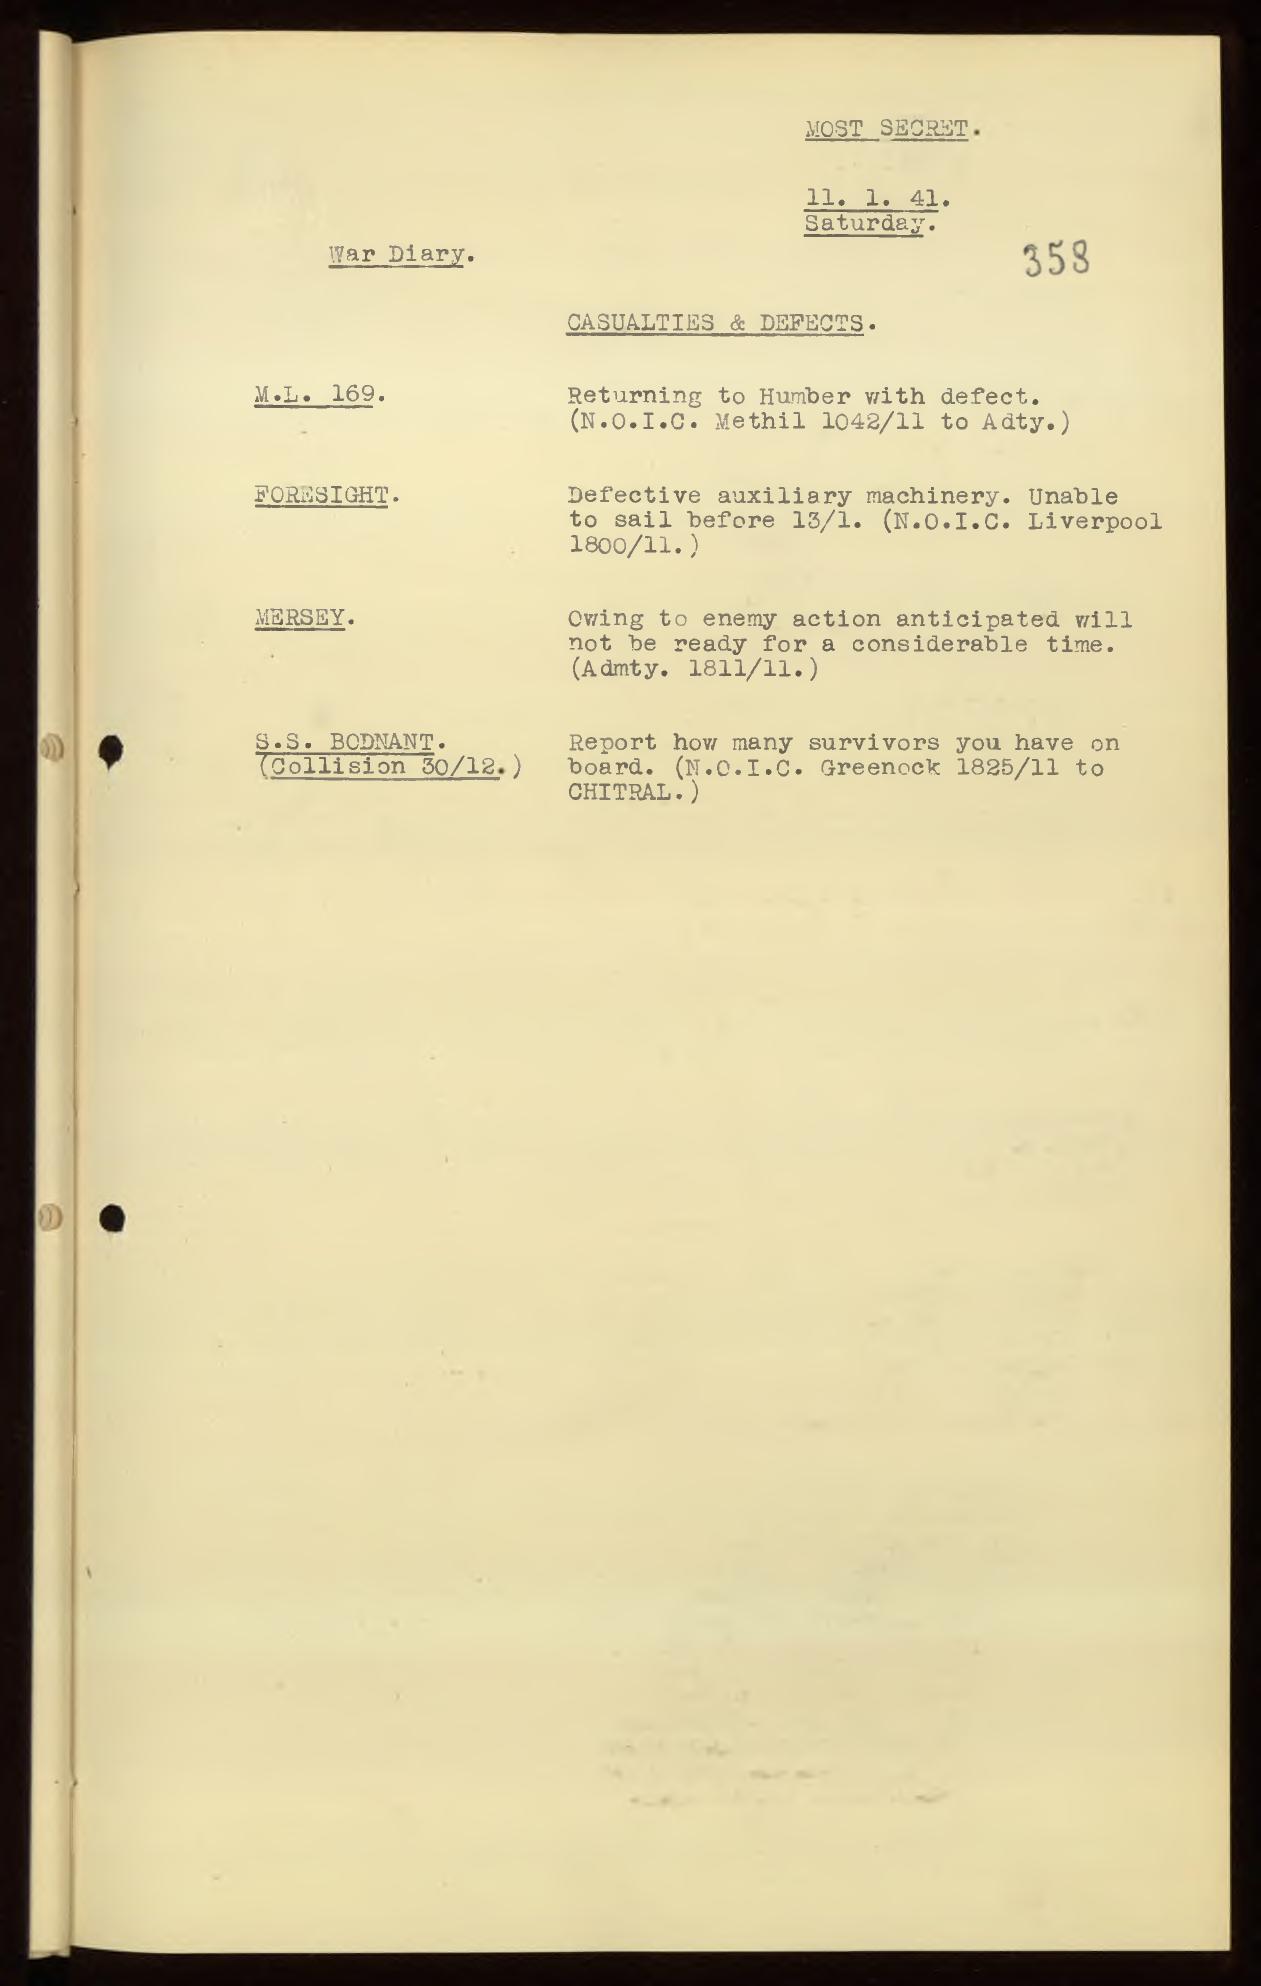 MOST SECRET.
11. 1. 41.
Saturday.
War Diary.
358
CASUALTIES & DEFECTS.
M.L. 169. Returning to Humber with defect.
(N.O.I.C. Methil 1042/11 to Adty.)
FORESIGHT. Defective auxiliary machinery. Unable
to sail before 13/1. (N.O.I.C. Liverpool
1800/11.)
MERSEY. Owing to enemy action anticipated will
not be ready for a considerable time.
(Admty. 1811/11.)
S.S. BODNANT. Report how many survivors you have on
(Collision 30/12.) board. (N.O.I.C. Greenock 1825/11 to
CHITRAL.)